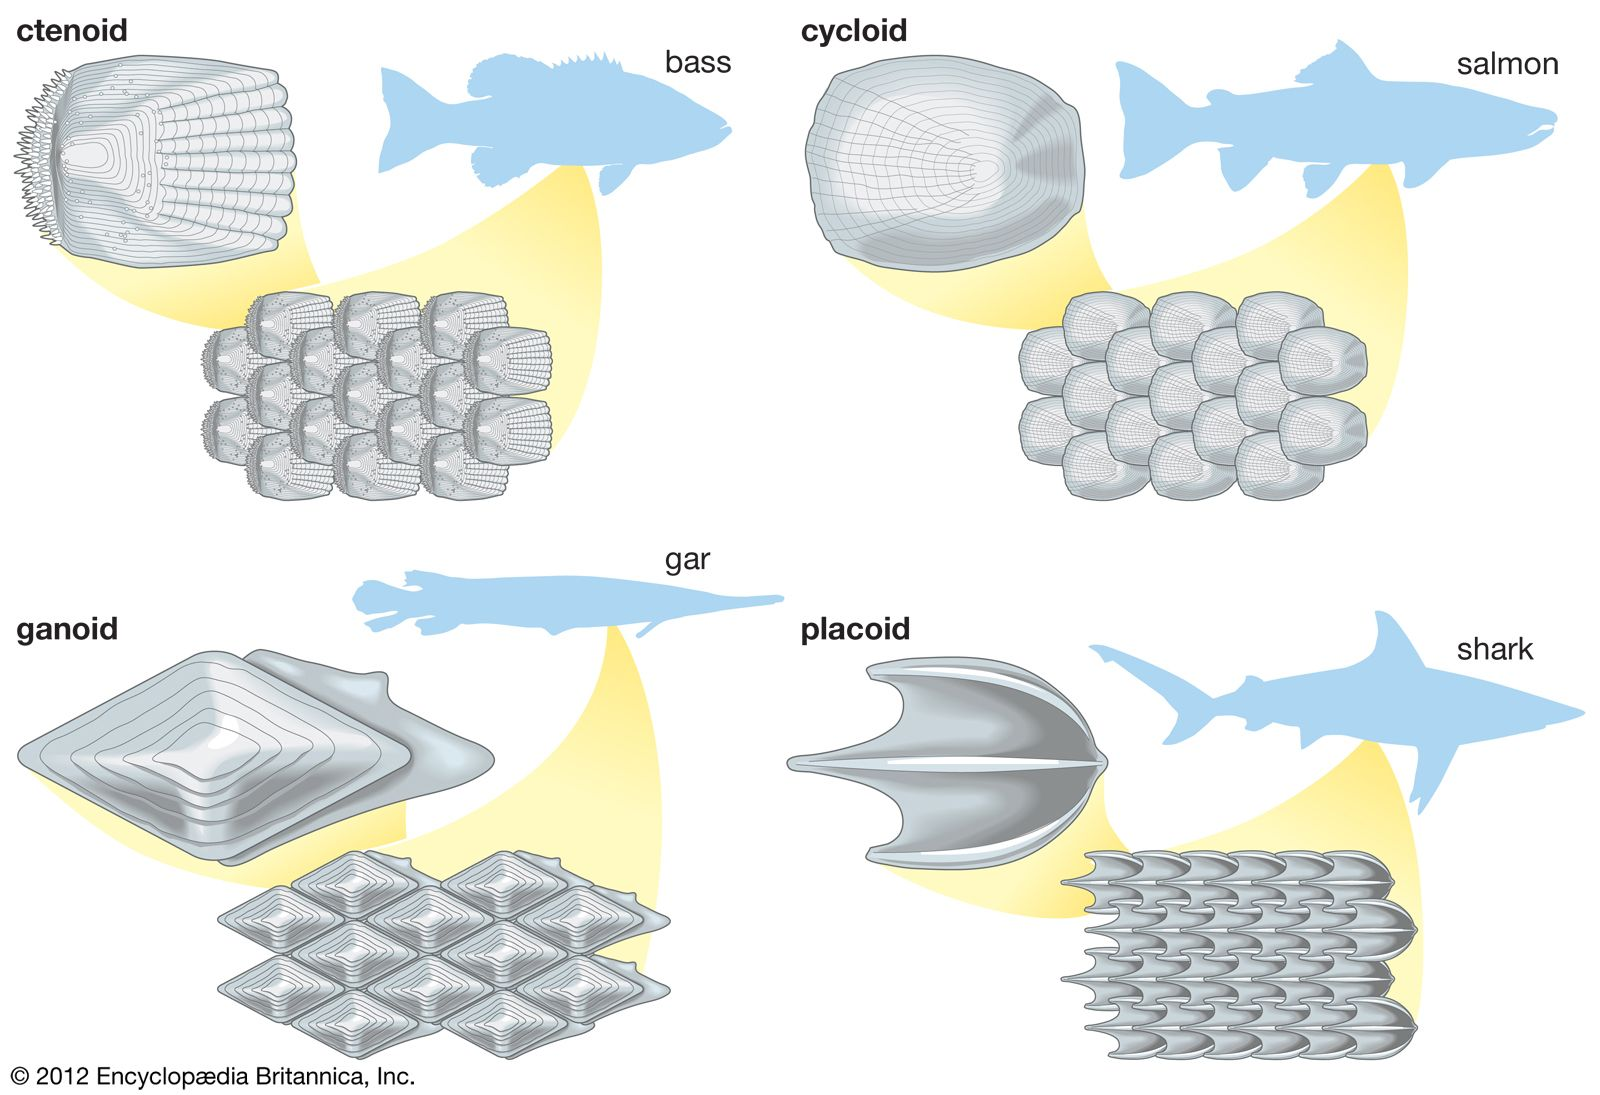 ctenoid
bass
cycloid
salmon
gar
ganoid
placoid
shark
© 2012 Encyclopædia Britannica, Inc.